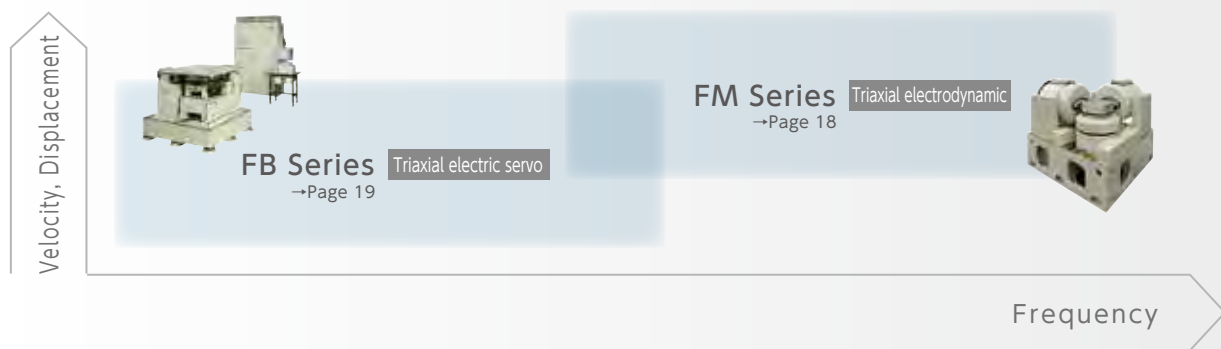 Velocity, Displacement
FM Series Triaxial electrodynamic
→Page 18
FB Series Triaxial electric servo
→Page 19
Frequency